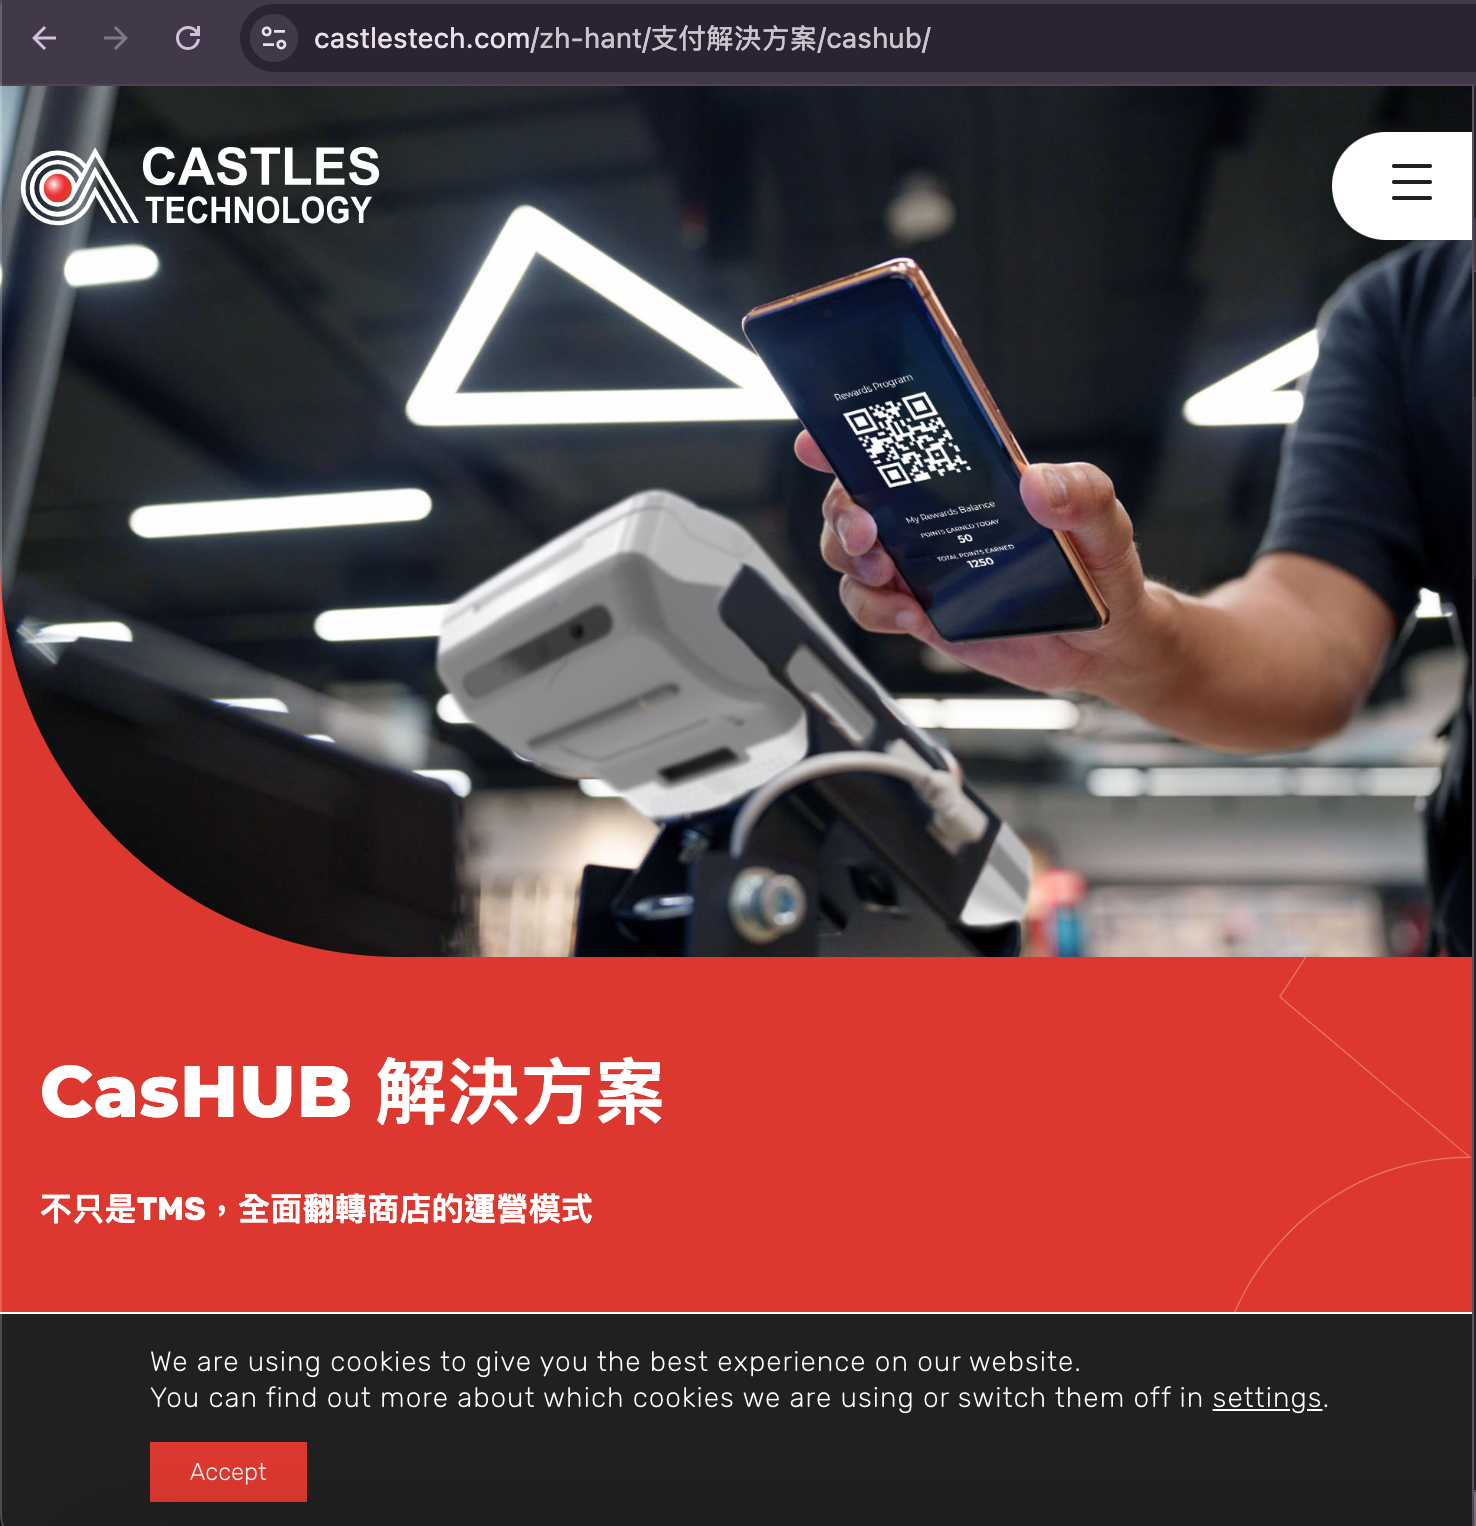 castlestech.com/zh-hant/支付解決方案/cashub/
CASTLES
TECHNOLOGY
Rewards Program
My Rewards Balance
POINTS EARNED TODAY
50
TOTAL POINTS EARNED
1250
CasHUB 解決方案
不只是TMS，全面翻轉商店的運營模式
We are using cookies to give you the best experience on our website.
You can find out more about which cookies we are using or switch them off in settings.
Accept